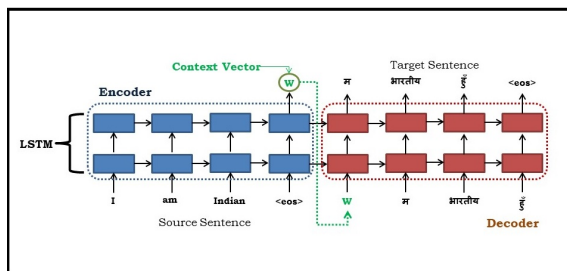 Context Vector
Target Sentence
W
म भारतीय हूँ <eos>
Encoder
LSTM
I am Indian <eos> W म भारतीय हूँ
Source Sentence
Decoder